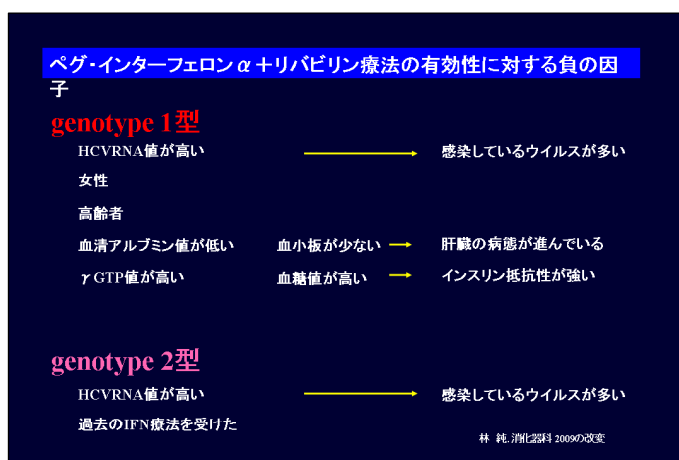 ペグ・インターフェロンα＋リバビリン療法の有効性に対する負の因
子
genotype 1型
HCVRNA値が高い 感染しているウイルスが多い
女性
高齢者
血清アルブミン値が低い 血小板が少ない 肝臓の病態が進んでいる
γGTP値が高い 血糖値が高い インスリン抵抗性が強い
genotype 2型
HCVRNA値が高い 感染しているウイルスが多い
過去のIFN療法を受けた
林 純.消化器科 2009の改変